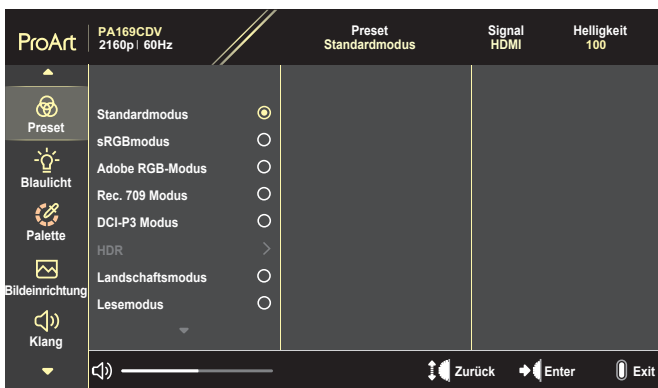 ProArt
PA169CDV
2160p| 60Hz
Preset
Standardmodus
Signal
HDMI
Helligkeit
100
Preset
Blaulicht
Palette
Bildeinrichtung
Klang
Standardmodus
sRGBmodus
Adobe RGB-Modus
Rec. 709 Modus
DCI-P3 Modus
HDR
Landschaftsmodus
Lesemodus
Zurück
Enter
Exit